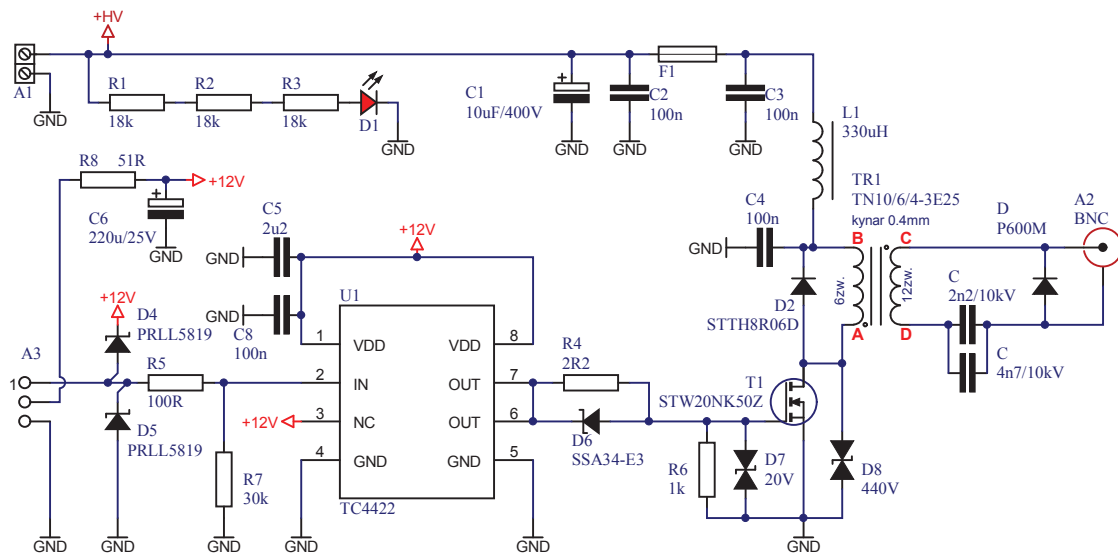 +HV
A1
GND
R1
18k
R2
18k
R3
18k
D1
GND
C1
10uF/400V
GND
C2
100n
GND
F1
C3
100n
GND
L1
330uH
R8 51R
+12V
C6
220u/25V
GND
C5
2u2
GND
+12V
C4
100n
GND
TR1
TN10/6/4-3E25
kynar 0.4mm
B
C
A
D
6zw.
12zw.
D
P600M
A2
BNC
C
2n2/10kV
C
4n7/10kV
D2
STTH8R06D
+12V
D4
PRLL5819
GND
C8
100n
U1
1
VDD
VDD
8
2
IN
OUT
7
3
NC
OUT
6
4
GND
GND
5
TC4422
+12V
A3
1
R5
100R
D5
PRLL5819
R7
30k
R4
2R2
D6
SSA34-E3
T1
STW20NK50Z
R6
1k
D7
20V
D8
440V
GND
GND
GND
GND
GND
GND